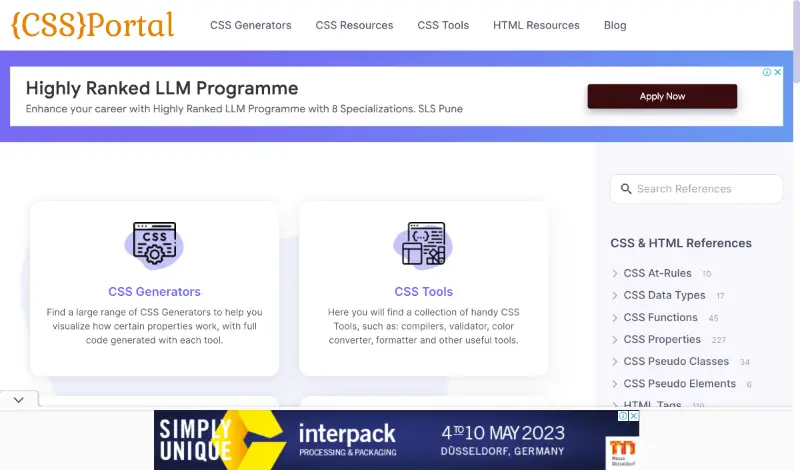 {CSS}Portal
CSS Generators CSS Resources CSS Tools HTML Resources Blog
Highly Ranked LLM Programme
Enhance your career with Highly Ranked LLM Programme with 8 Specializations. SLS Pune
Apply Now
Search References
CSS
CSS Generators
Find a large range of CSS Generators to help you
visualize how certain properties work, with full
code generated with each tool.
{...}
CSS Tools
Here you will find a collection of handy CSS
Tools, such as: compilers, validator, color
converter, formatter and other useful tools.
CSS & HTML References
CSS At-Rules 10
CSS Data Types 17
CSS Functions 45
CSS Properties 227
CSS Pseudo Classes 34
CSS Pseudo Elements 6
HTML Tags 119
SIMPLY
UNIQUE
interpack
PROCESSING & PACKAGING
4 TO 10 MAY 2023
DÜSSELDORF, GERMANY
Messe
Düsseldorf